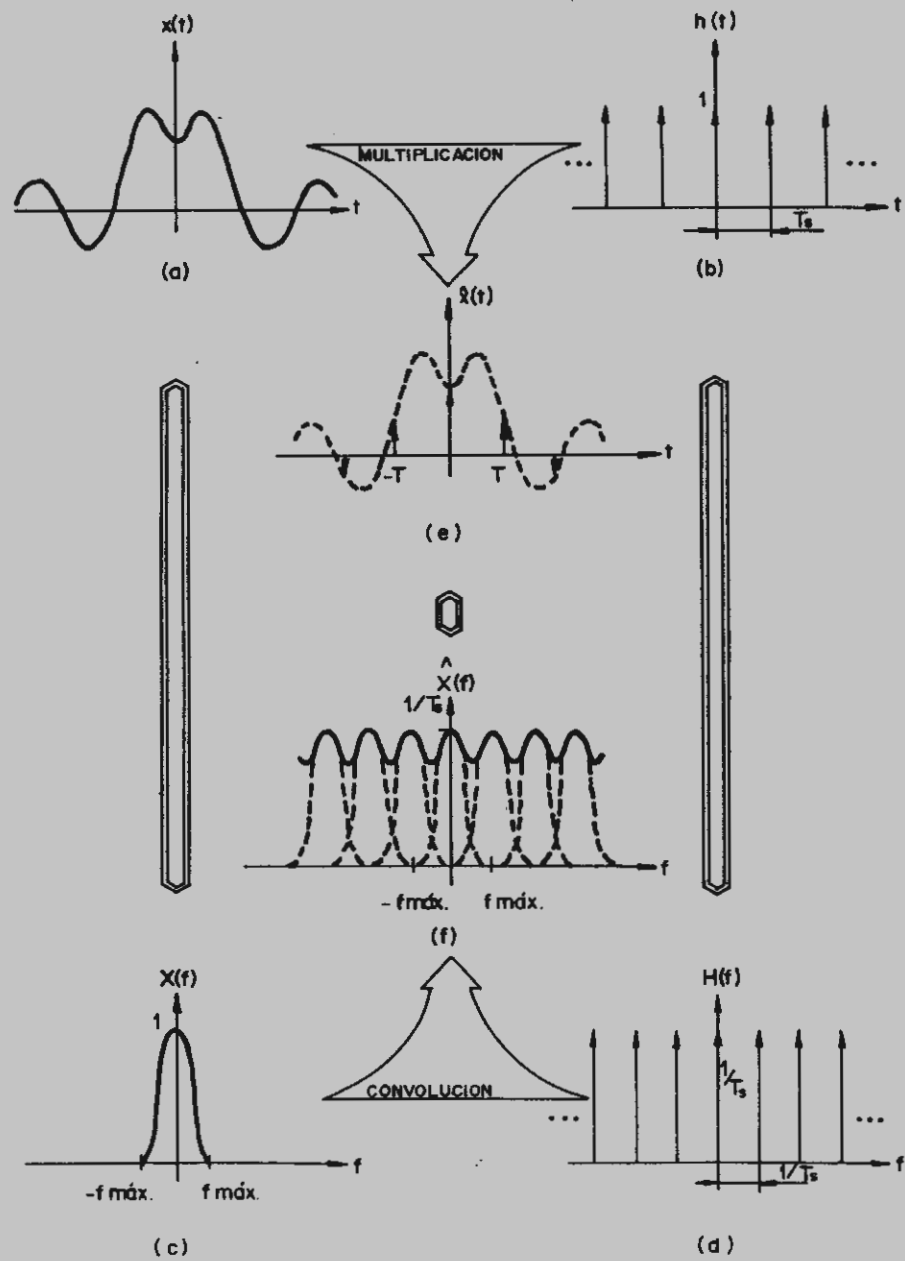 x(t)
h(t)
1
MULTIPLICACION
...
...
t
t
Ts
(a)
(b)
x̂(t)
-T
T
t
(e)
X̂(f)
1/Ts
f
-f máx.
f máx.
(f)
X(f)
H(f)
1
1/Ts
CONVOLUCION
...
...
f
f
-f máx.
f máx.
1/Ts
(c)
(d)